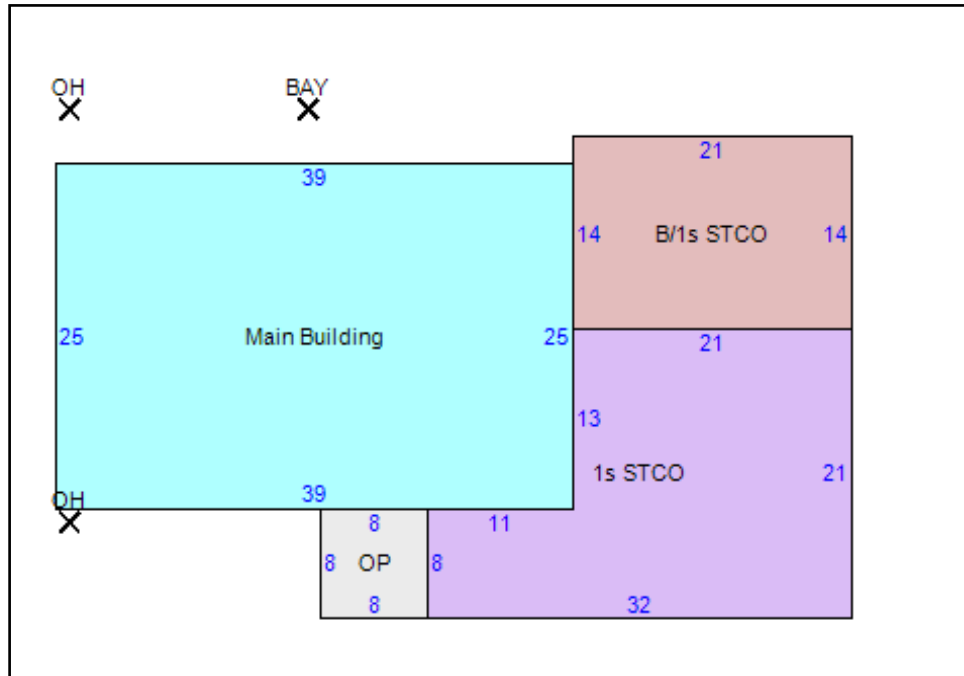 OH BAY
21
39
14 B/1s STCO 14
25 Main Building 25
21
13
1s STCO 21
OH 39
8 11
8 OP 8
8 32